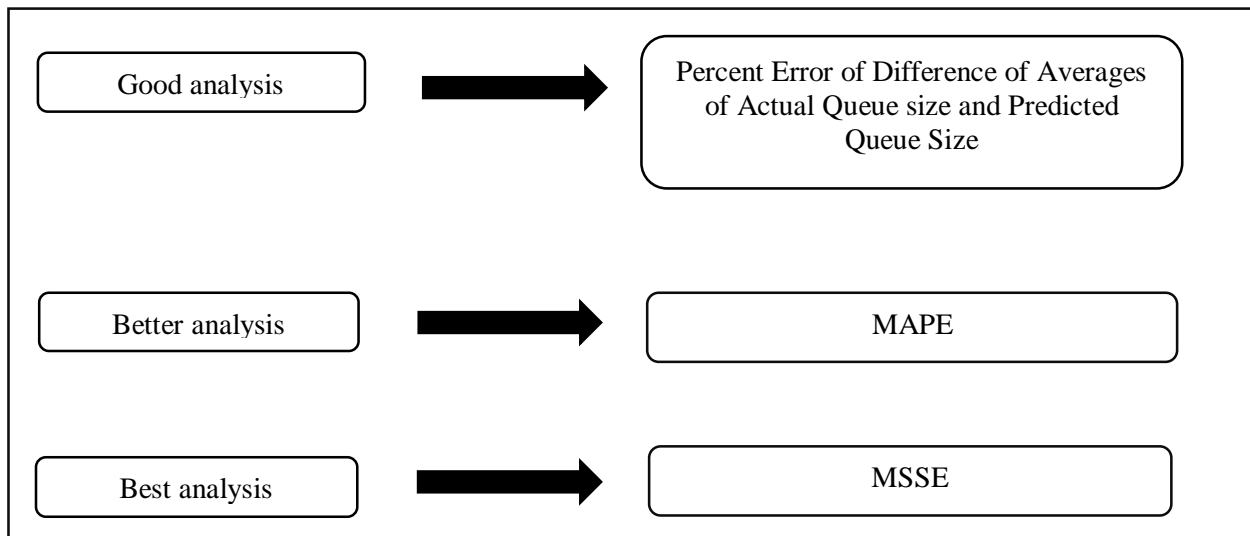 Good analysis
Percent Error of Difference of Averages
of Actual Queue size and Predicted
Queue Size
Better analysis
MAPE
Best analysis
MSSE